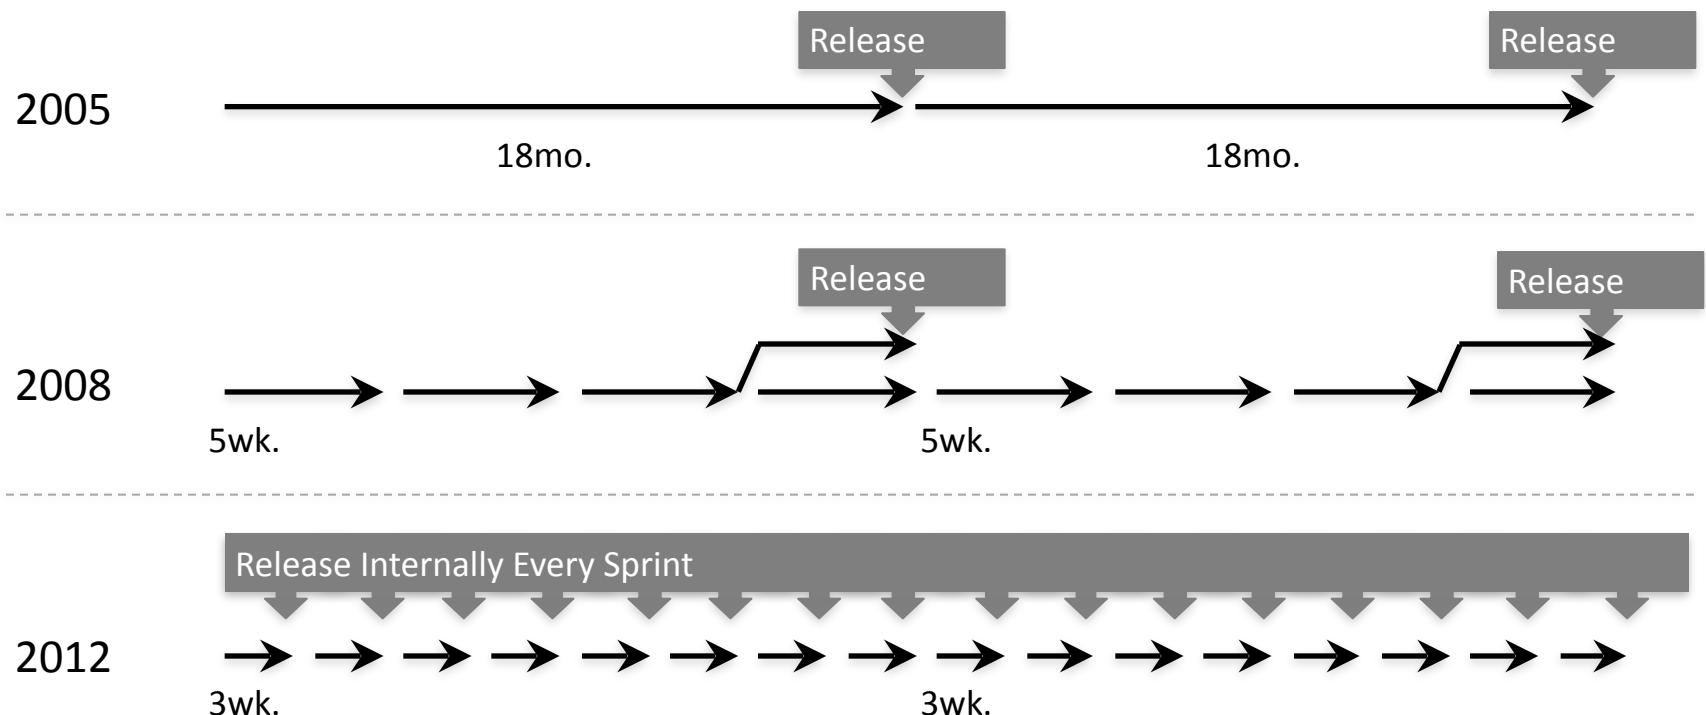 Release
Release
2005
18mo.
18mo.
Release
Release
2008
5wk.
5wk.
Release Internally Every Sprint
2012
3wk.
3wk.